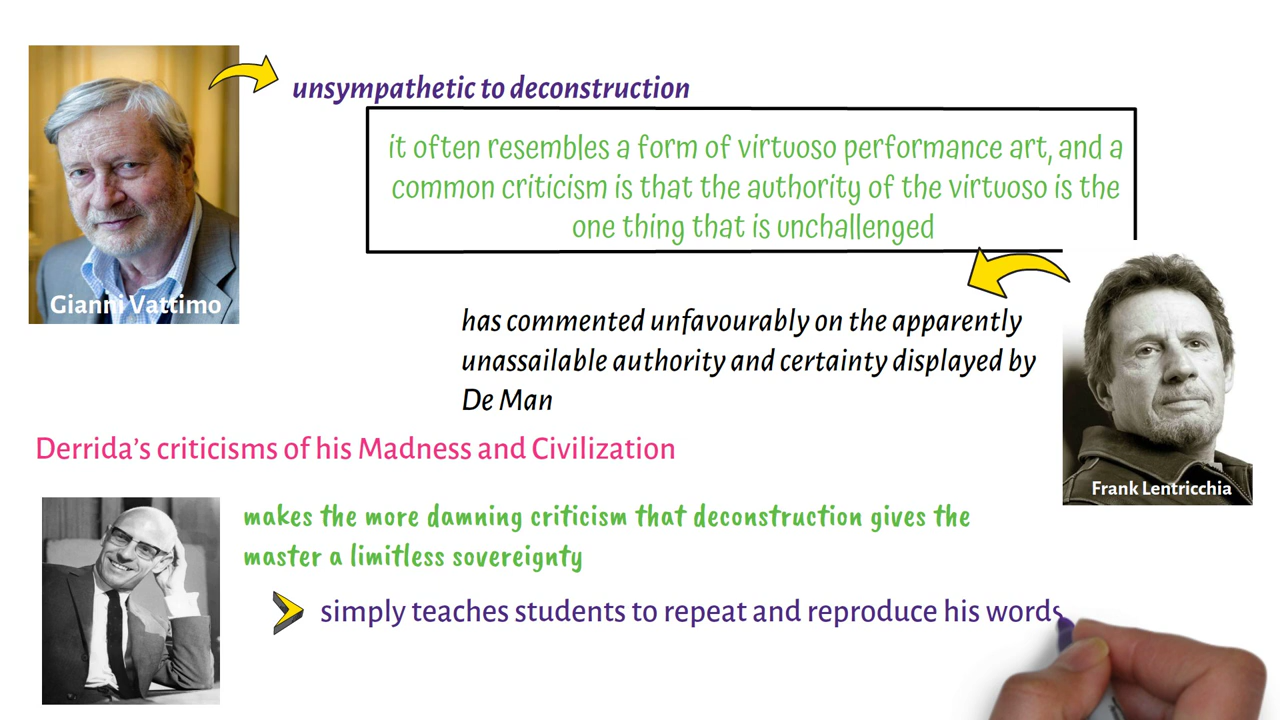 unsympathetic to deconstruction
it often resembles a form of virtuoso performance art, and a
common criticism is that the authority of the virtuoso is the
one thing that is unchallenged
Gianni Vattimo
has commented unfavourably on the apparently
unassailable authority and certainty displayed by
De Man
Frank Lentricchia
Derrida's criticisms of his Madness and Civilization
makes the more damning criticism that deconstruction gives the
master a limitless sovereignty
simply teaches students to repeat and reproduce his words